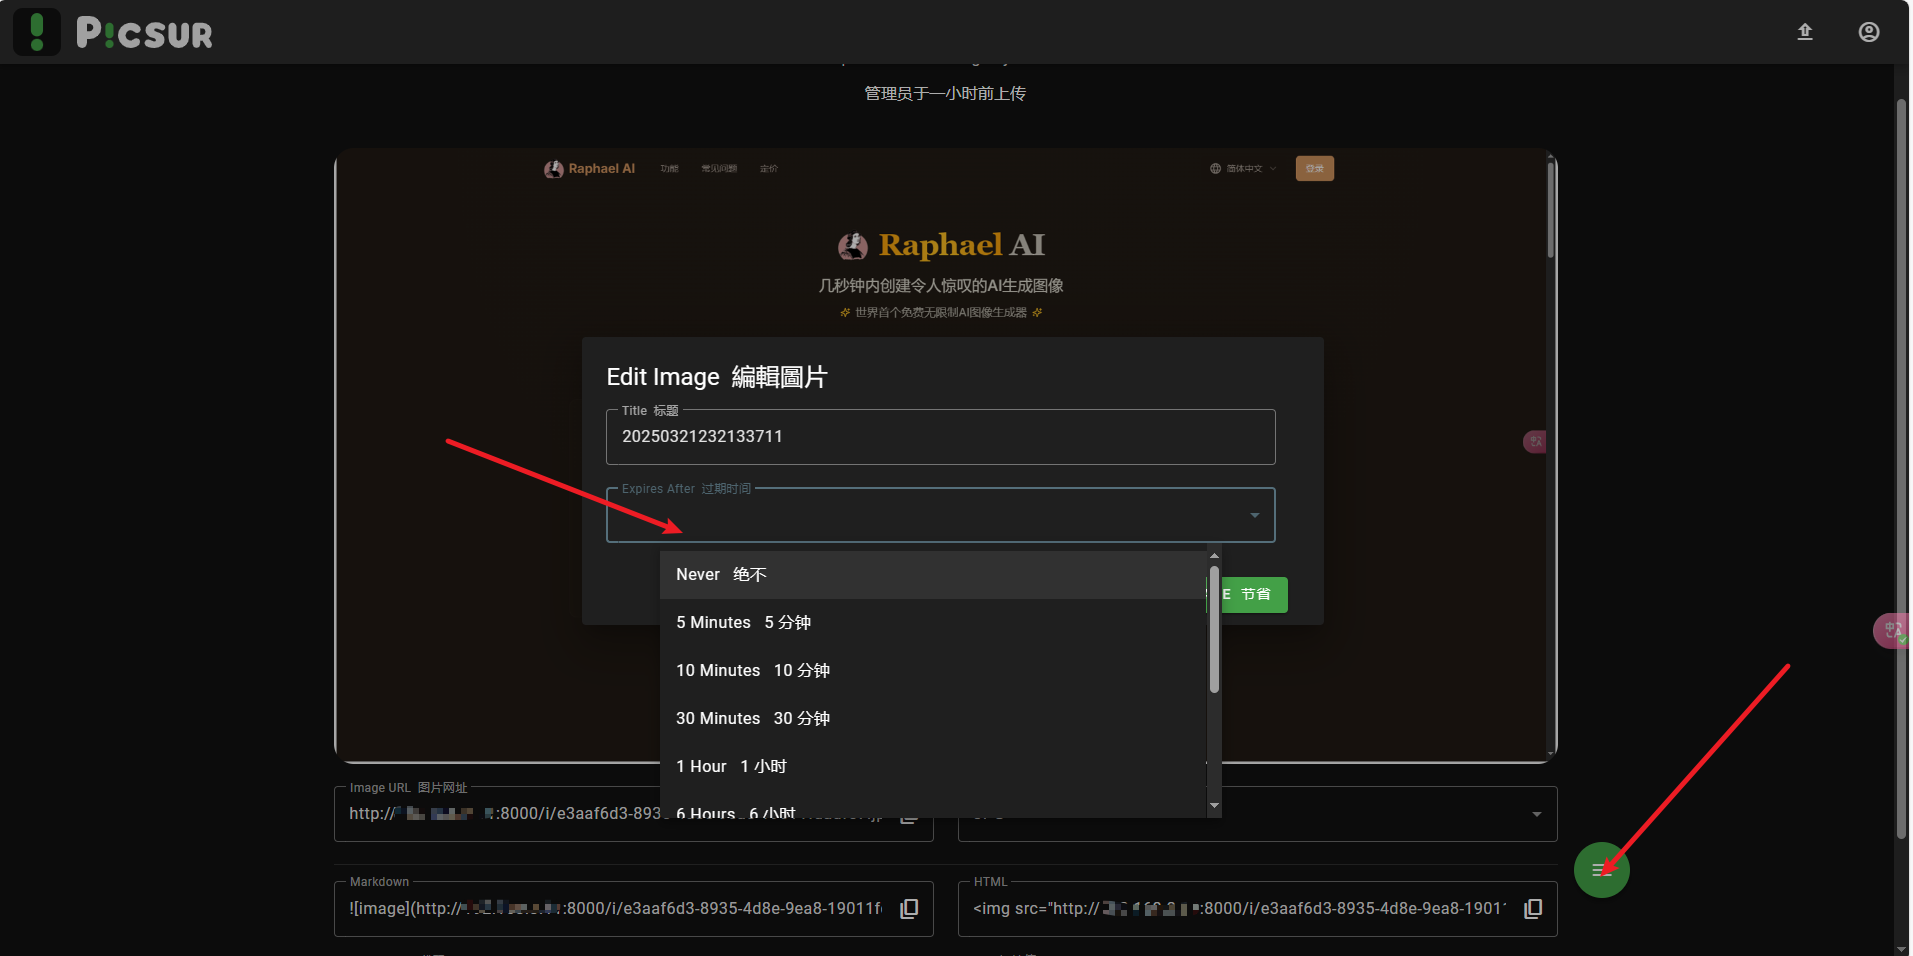 P!CSUR
管理员于一小时前上传
Raphael AI 功能 常见问题 定价 简体中文 登录
Raphael AI
几秒钟内创建令人惊叹的AI生成图像
世界首个免费无限制AI图像生成器
Edit Image 編輯圖片
Title 标题
20250321232133711
Expires After 过期时间
Never 绝不
5 Minutes 5 分钟
10 Minutes 10 分钟
30 Minutes 30 分钟
1 Hour 1 小时
6 Hours 6 小时
E 节省
Image URL 图片网址
http:// :8000/i/e3aaf6d3-893
Markdown
![image](http:// :8000/i/e3aaf6d3-8935-4d8e-9ea8-19011f
HTML
<img src="http:// :8000/i/e3aaf6d3-8935-4d8e-9ea8-1901